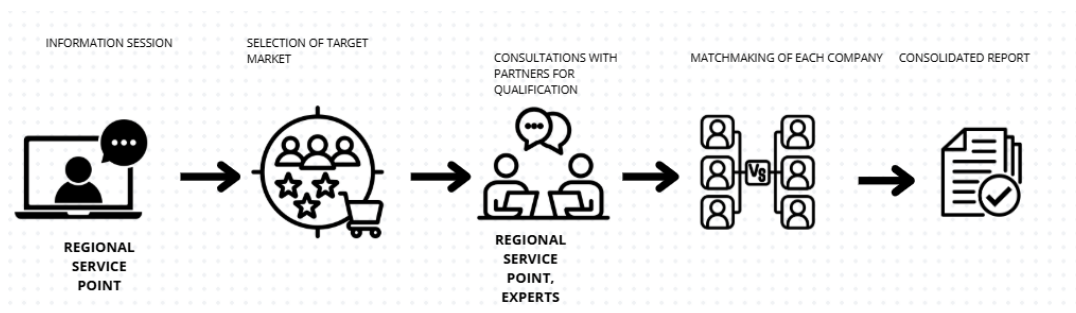 INFORMATION SESSION
SELECTION OF TARGET
MARKET
CONSULTATIONS WITH
PARTNERS FOR
QUALIFICATION
MATCHMAKING OF EACH COMPANY
CONSOLIDATED REPORT
VS
REGIONAL
SERVICE
POINT
REGIONAL
SERVICE
POINT,
EXPERTS